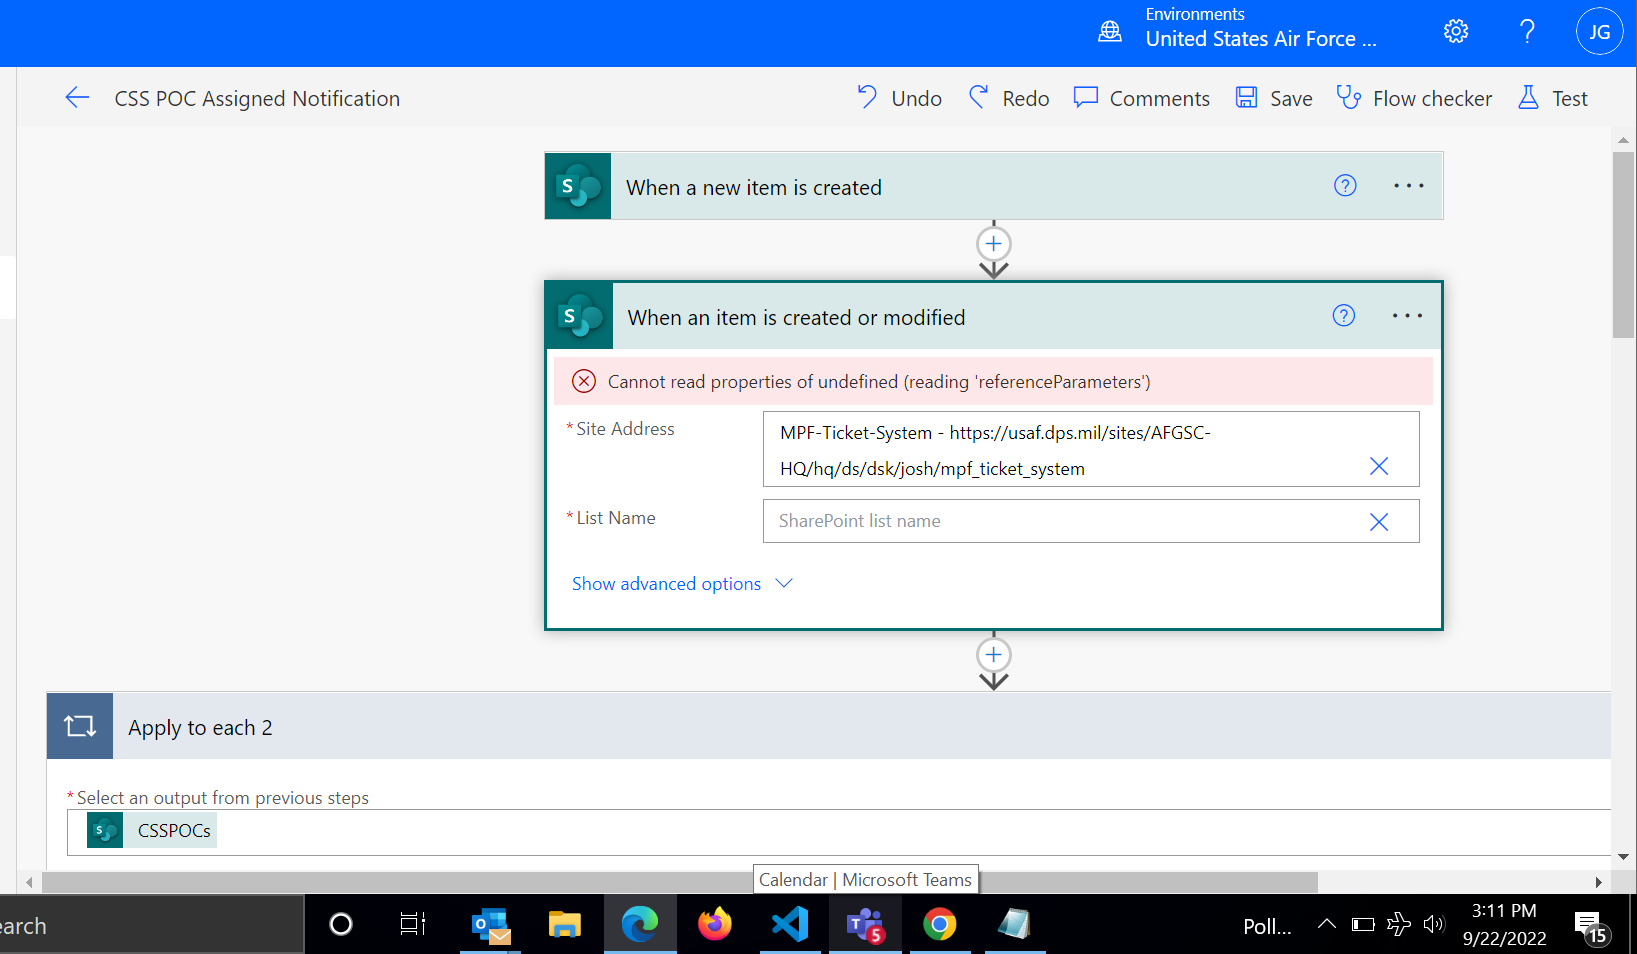 Environments
United States Air Force ...
JG
CSS POC Assigned Notification
Undo
Redo
Comments
Save
Flow checker
Test
S
When a new item is created
S
When an item is created or modified
Cannot read properties of undefined (reading 'referenceParameters')
* Site Address
MPF-Ticket-System - https://usaf.dps.mil/sites/AFGSC-
HQ/hq/ds/dsk/josh/mpf_ticket_system
* List Name
SharePoint list name
Show advanced options
Apply to each 2
* Select an output from previous steps
S
CSSPOCs
Calendar | Microsoft Teams
earch
Poll...
3:11 PM
9/22/2022
5
15